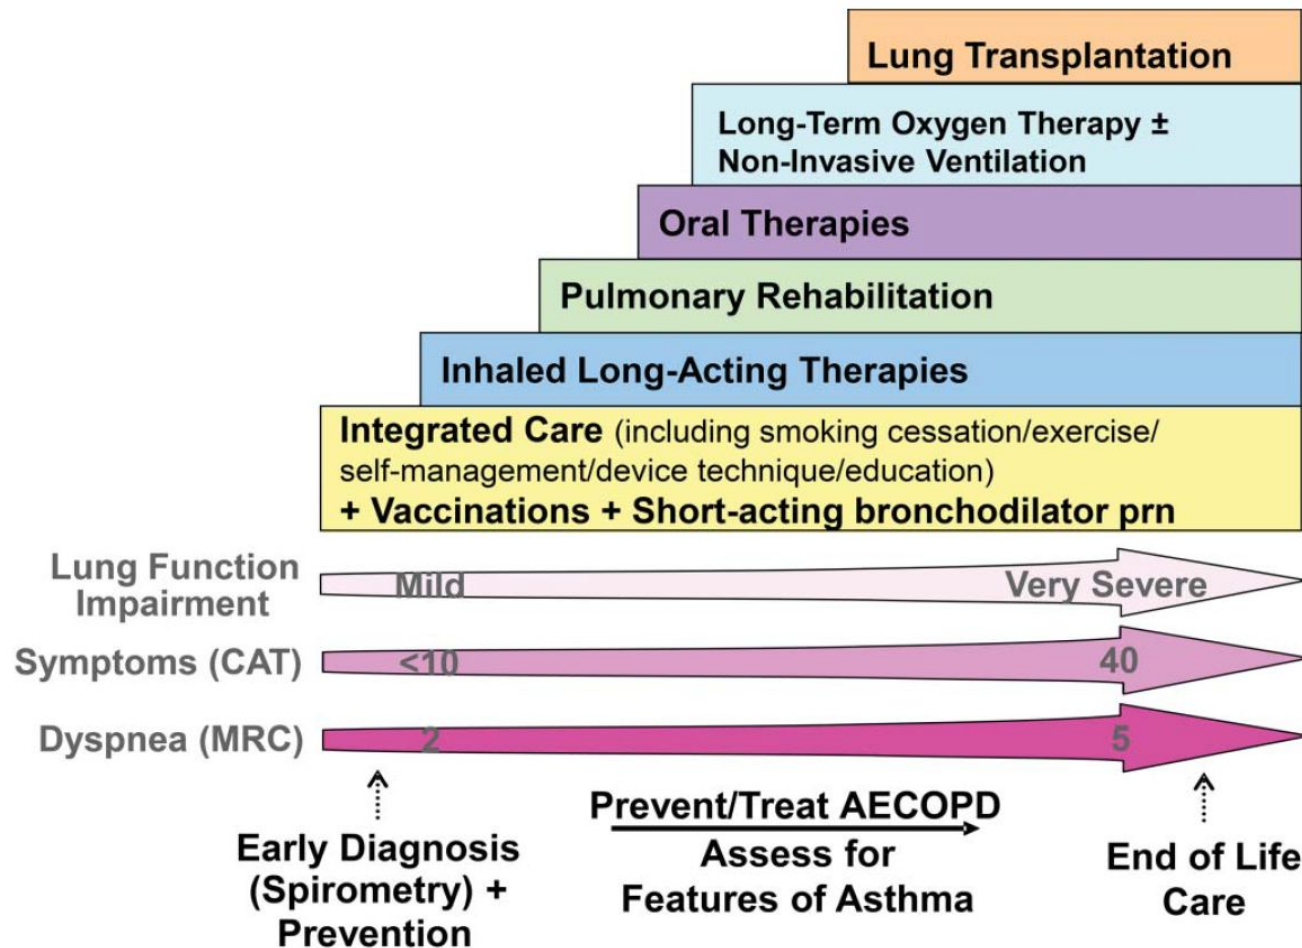 Lung Transplantation
Long-Term Oxygen Therapy ±
Non-Invasive Ventilation
Oral Therapies
Pulmonary Rehabilitation
Inhaled Long-Acting Therapies
Integrated Care (including smoking cessation/exercise/
self-management/device technique/education)
+ Vaccinations + Short-acting bronchodilator prn
Lung Function
Impairment
Mild
Very Severe
Symptoms (CAT)
<10
40
Dyspnea (MRC)
2
5
Early Diagnosis
(Spirometry) +
Prevention
Prevent/Treat AECOPD
Assess for
Features of Asthma
End of Life
Care